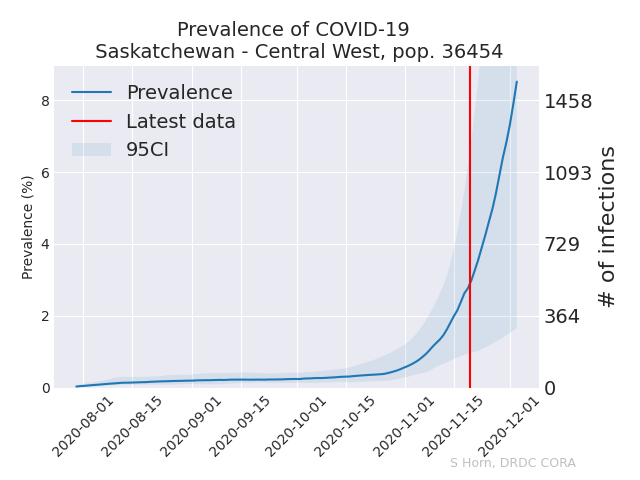 Prevalence of COVID-19
Saskatchewan - Central West, pop. 36454
Prevalence
Latest data
95CI
Prevalence (%)
8
6
4
2
0
1458
1093
729
364
0
# of infections
2020-08-01
2020-08-15
2020-09-01
2020-09-15
2020-10-01
2020-10-15
2020-11-01
2020-11-15
2020-12-01
S Horn, DRDC CORA